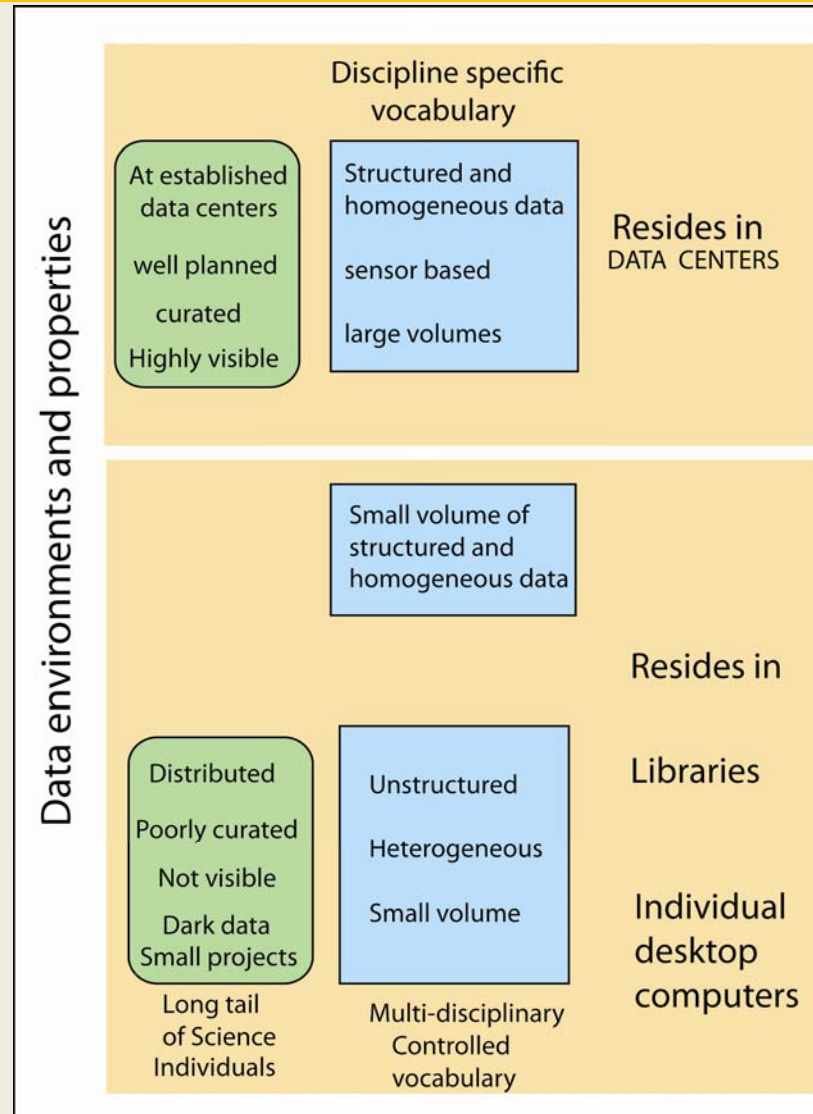 Data environments and properties
Discipline specific
vocabulary
At established
data centers
well planned
curated
Highly visible
Structured and
homogeneous data
sensor based
large volumes
Resides in
DATA CENTERS
Small volume of
structured and
homogeneous data
Resides in
Libraries
Individual
desktop
computers
Distributed
Poorly curated
Not visible
Dark data
Small projects
Unstructured
Heterogeneous
Small volume
Long tail
of Science
Individuals
Multi-disciplinary
Controlled
vocabulary